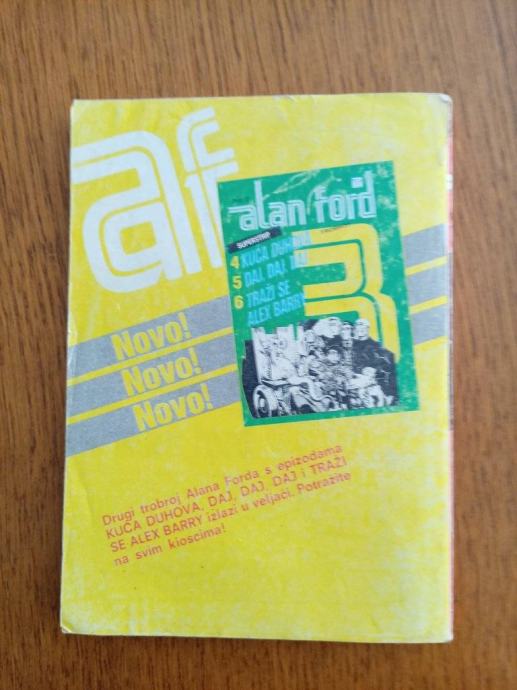 af
alan ford
SUPERSTRIP
4 KUĆA DUHOVA
5 DAJ, DAJ, DAJ
6 TRAŽI SE
ALEX BARRY
3
Novo!
Novo!
Novo!
Drugi trobroj Alana Forda s epizodama
KUĆA DUHOVA, DAJ, DAJ, DAJ i TRAŽI
SE ALEX BARRY izlazi u veljači. Potražite
na svim kioscima!